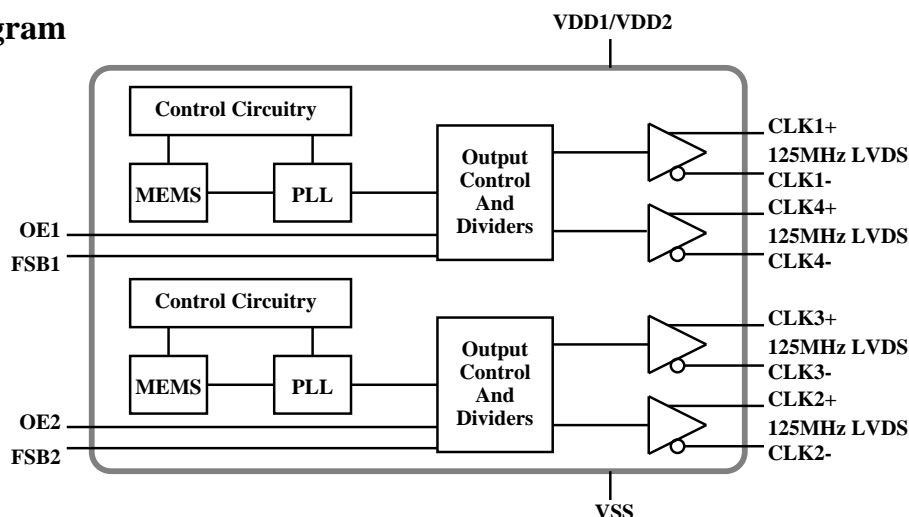 gram
VDD1/VDD2
Control Circuitry
MEMS
PLL
Output
Control
And
Dividers
OE1
FSB1
CLK1+
125MHz LVDS
CLK1-
CLK4+
125MHz LVDS
CLK4-
Control Circuitry
MEMS
PLL
Output
Control
And
Dividers
OE2
FSB2
CLK3+
125MHz LVDS
CLK3-
CLK2+
125MHz LVDS
CLK2-
VSS